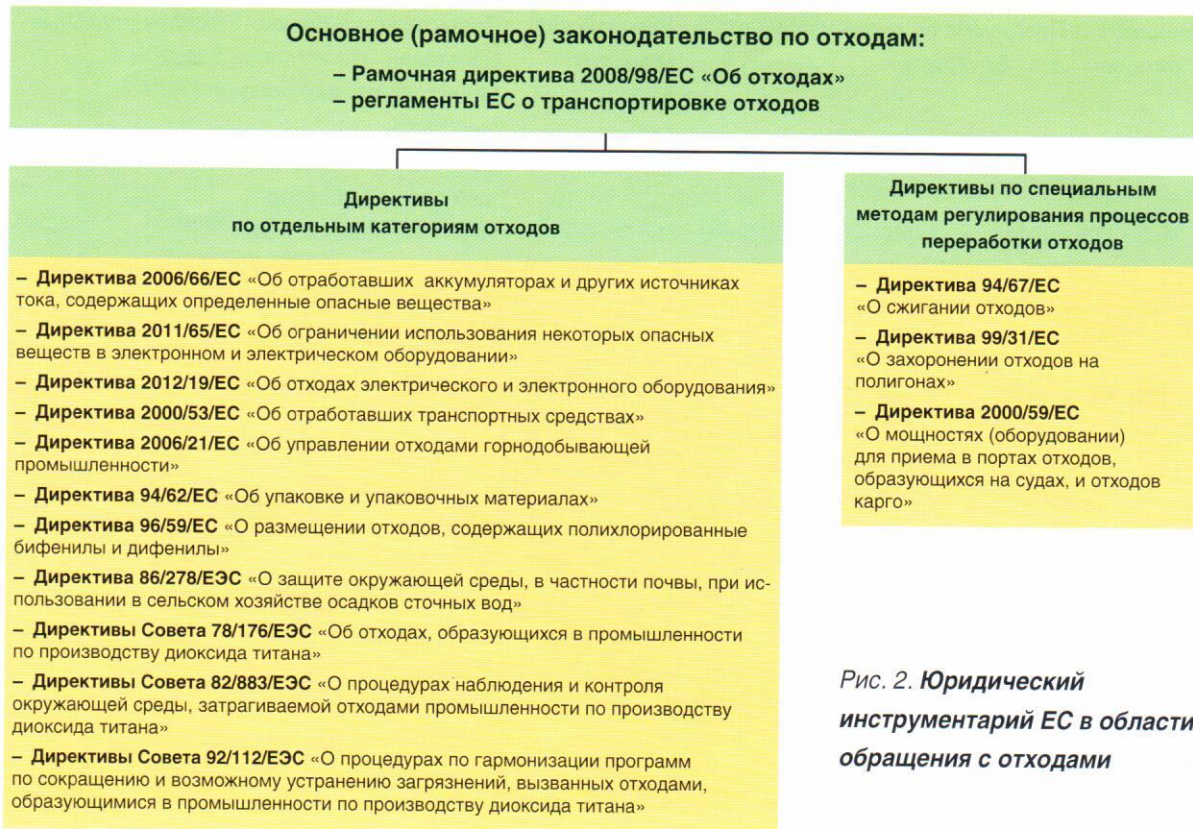 Основное (рамочное) законодательство по отходам:
– Рамочная директива 2008/98/ЕС «Об отходах»
– регламенты ЕС о транспортировке отходов
Директивы
по отдельным категориям отходов
– Директива 2006/66/ЕС «Об отработавших аккумуляторах и других источниках
тока, содержащих определенные опасные вещества»
– Директива 2011/65/ЕС «Об ограничении использования некоторых опасных
веществ в электронном и электрическом оборудовании»
– Директива 2012/19/ЕС «Об отходах электрического и электронного оборудования»
– Директива 2000/53/ЕС «Об отработавших транспортных средствах»
– Директива 2006/21/ЕС «Об управлении отходами горнодобывающей
промышленности»
– Директива 94/62/ЕС «Об упаковке и упаковочных материалах»
– Директива 96/59/ЕС «О размещении отходов, содержащих полихлорированные
бифенилы и дифенилы»
– Директива 86/278/ЕЭС «О защите окружающей среды, в частности почвы, при ис-
пользовании в сельском хозяйстве осадков сточных вод»
– Директивы Совета 78/176/ЕЭС «Об отходах, образующихся в промышленности
по производству диоксида титана»
– Директивы Совета 82/883/ЕЭС «О процедурах наблюдения и контроля
окружающей среды, затрагиваемой отходами промышленности по производству
диоксида титана»
– Директивы Совета 92/112/ЕЭС «О процедурах по гармонизации программ
по сокращению и возможному устранению загрязнений, вызванных отходами,
образующимися в промышленности по производству диоксида титана»
Директивы по специальным
методам регулирования процессов
переработки отходов
– Директива 94/67/ЕС
«О сжигании отходов»
– Директива 99/31/ЕС
«О захоронении отходов на
полигонах»
– Директива 2000/59/ЕС
«О мощностях (оборудовании)
для приема в портах отходов,
образующихся на судах, и отходов
карго»
Рис. 2. Юридический
инструментарий ЕС в области
обращения с отходами